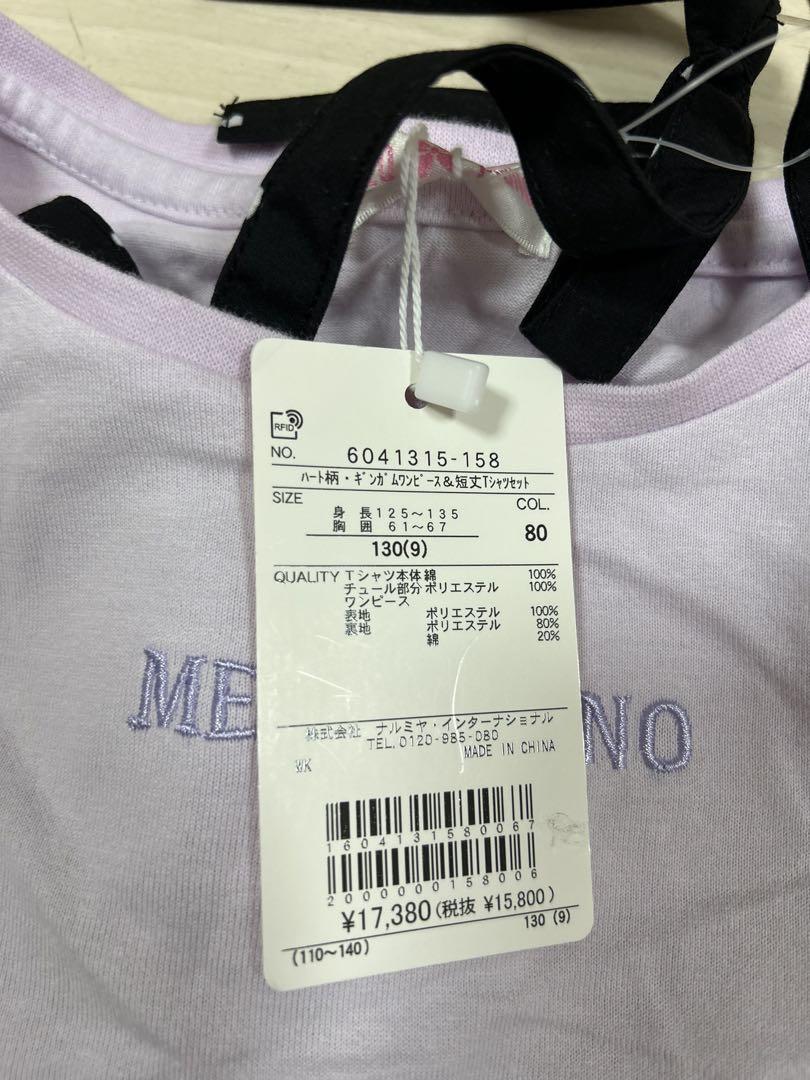 RFID
NO. 6041315-158
ハート柄・ギンガムワンピース&短丈Tシャツセット
SIZE COL.
身 長 125～135
胸 囲 61～67
130(9) 80
QUALITY Tシャツ本体 綿 100%
チュール部分 ポリエステル 100%
ワンピース
表地 ポリエステル 100%
裏地 ポリエステル 80%
綿 20%
ME NO
株式会社 ナルミヤ・インターナショナル
TEL.0120-985-080
WK MADE IN CHINA
1604131580067
2000000158006
¥17,380(税抜 ¥15,800)
(110～140) 130 (9)